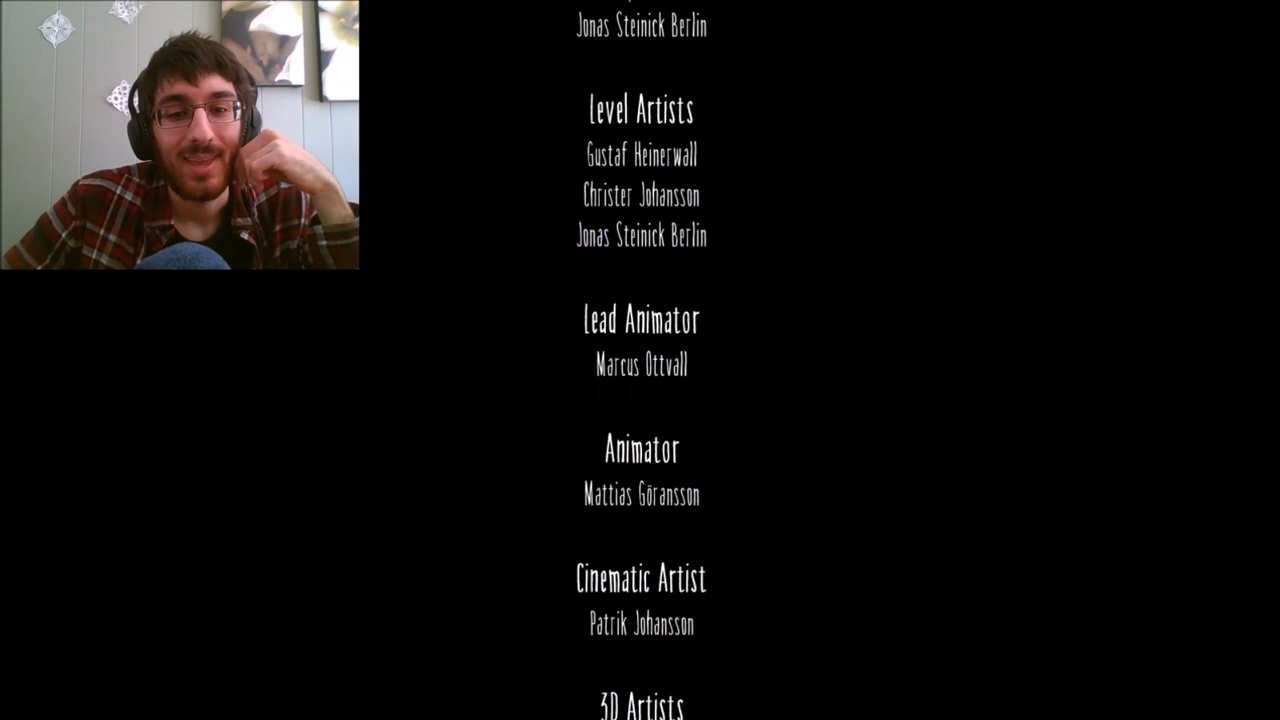 Jonas Steinick Berlin
Level Artists
Gustaf Heinerwall
Christer Johansson
Jonas Steinick Berlin
Lead Animator
Marcus Ottvall
Animator
Mattias Göransson
Cinematic Artist
Patrik Johansson
3D Artists